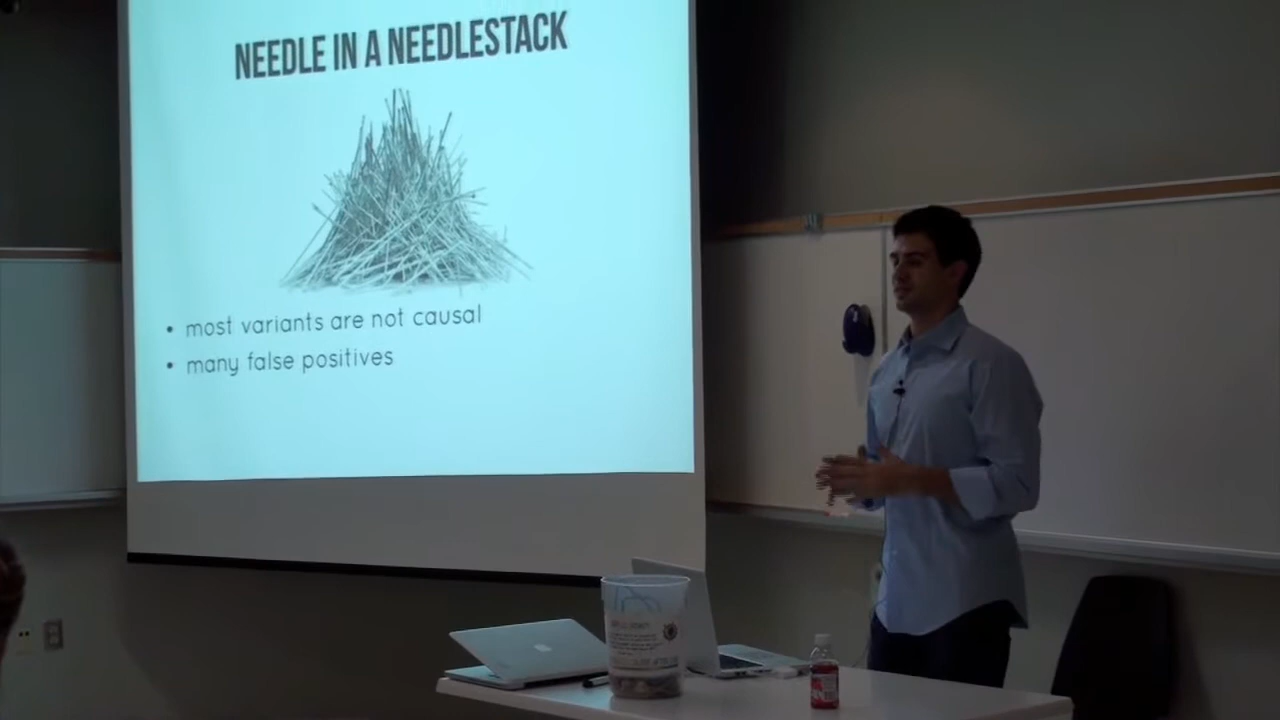 NEEDLE IN A NEEDLESTACK
• most variants are not causal
• many false positives